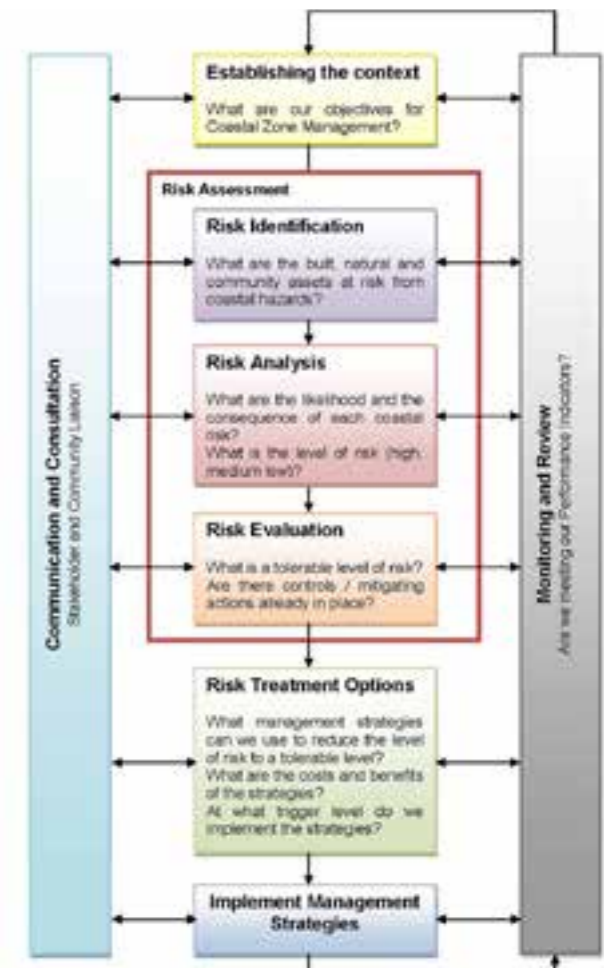 Establishing the context
What are our objectives for
Coastal Zone Management?
Risk Assessment
Risk Identification
What are the built, natural and
community assets at risk from
coastal hazards?
Risk Analysis
What are the likelihood and the
consequence of each coastal
risk?
What is the level of risk (high,
medium low)?
Risk Evaluation
What is a tolerable level of risk?
Are there controls / mitigating
actions already in place?
Risk Treatment Options
What management strategies
can we use to reduce the level
of risk to a tolerable level?
What are the costs and benefits
of the strategies?
At what trigger level do we
implement the strategies?
Implement Management
Strategies
Communication and Consultation
Stakeholder and Community Liaison
Monitoring and Review
Are we meeting our Performance Indicators?